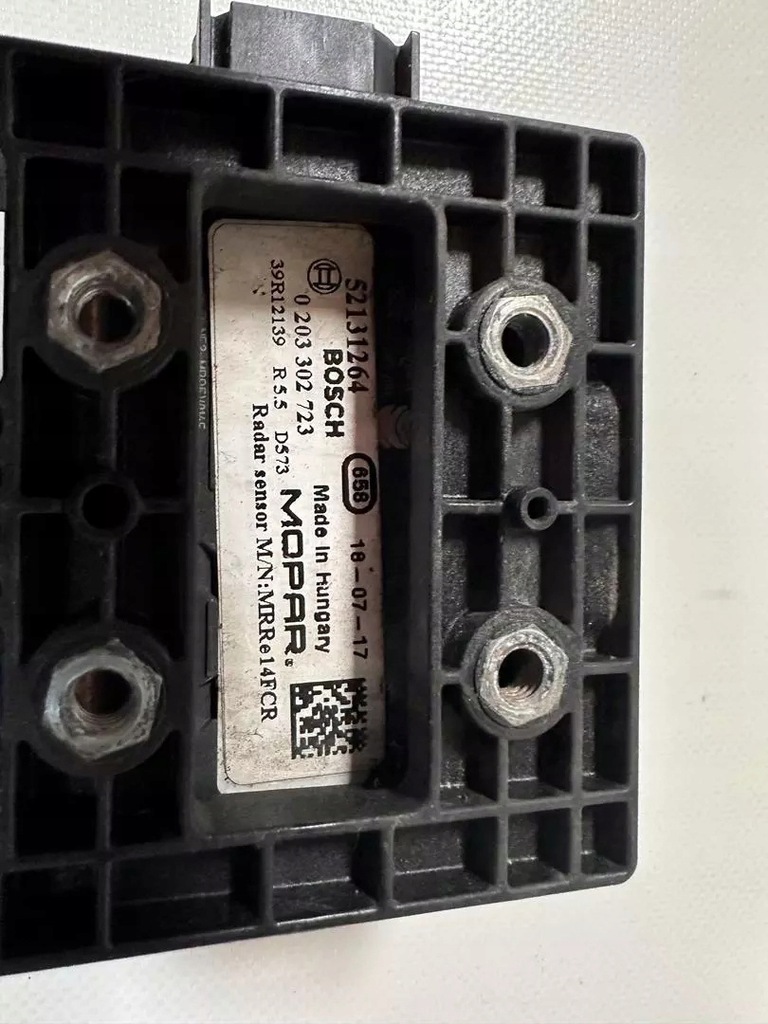 52131264 658 18-07-17
BOSCH Made in Hungary
0 203 302 723 MOPAR®
39R12139 R 5.5 D573
Radar sensor M/N:MRRe14FCR